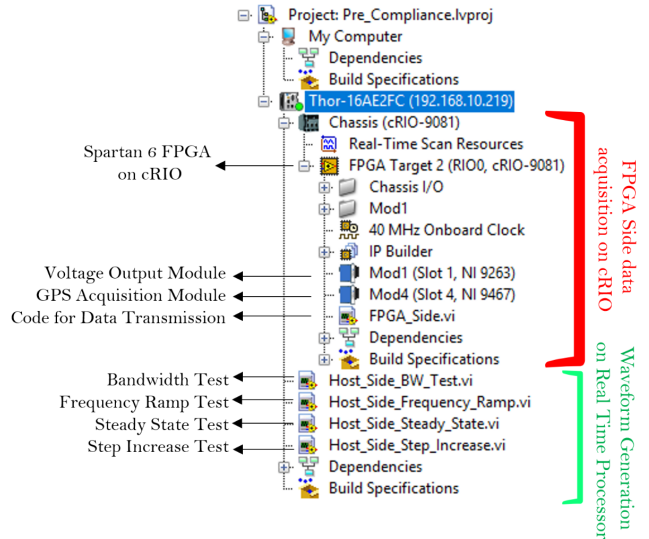 Project: Pre_Compliance.lvproj
My Computer
Dependencies
Build Specifications
Thor-16AE2FC (192.168.10.219)
Chassis (cRIO-9081)
Real-Time Scan Resources
Spartan 6 FPGA
on cRIO
FPGA Target 2 (RIO0, cRIO-9081)
Chassis I/O
Mod1
40 MHz Onboard Clock
IP Builder
Voltage Output Module
Mod1 (Slot 1, NI 9263)
GPS Acquisition Module
Mod4 (Slot 4, NI 9467)
Code for Data Transmission
FPGA_Side.vi
Dependencies
Build Specifications
Bandwidth Test
Host_Side_BW_Test.vi
Frequency Ramp Test
Host_Side_Frequency_Ramp.vi
Steady State Test
Host_Side_Steady_State.vi
Step Increase Test
Host_Side_Step_Increase.vi
Dependencies
Build Specifications
FPGA Side data
acquisition on cRIO
Waveform Generation
on Real Time Processor